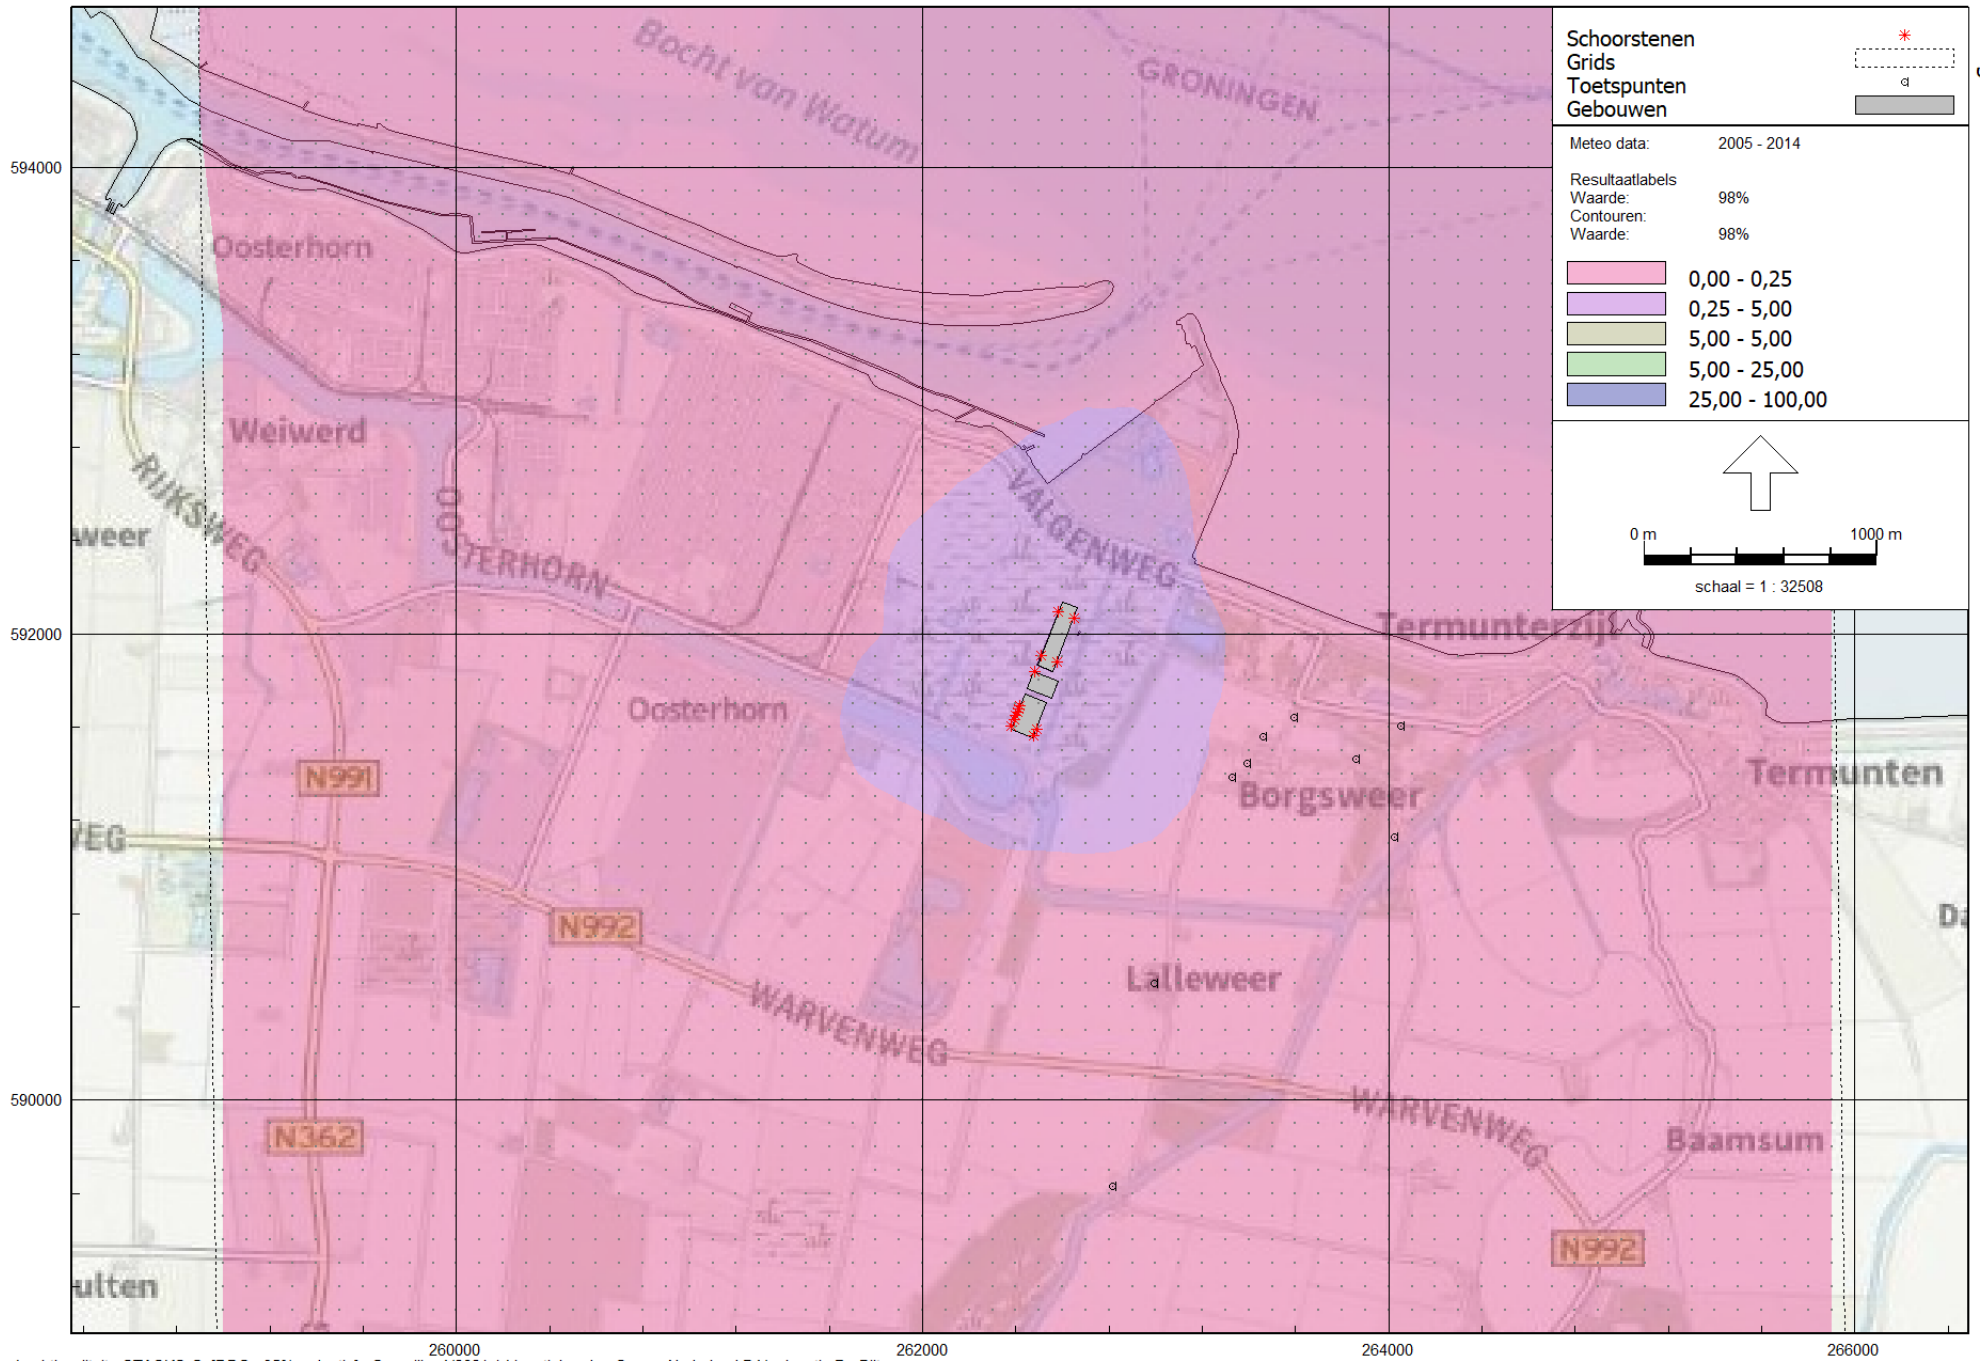 Bocht van Watum
GRONINGEN
Schoorstenen
Grids
Toetspunten
Gebouwen
Meteo data: 2005 - 2014
Resultaatlabels
Waarde: 98%
Contouren:
Waarde: 98%
0,00 - 0,25
0,25 - 5,00
5,00 - 5,00
5,00 - 25,00
25,00 - 100,00
0 m 1000 m
schaal = 1 : 32508
594000
592000
590000
260000
262000
264000
266000
Oosterhorn
Weiwerd
RIJKSWEG
weer
OOSTERHORN
VALGENWEG
Termunterzijl
Oosterhorn
N991
Borgsweer
Termunten
VEG
N992
Da
Lalleweer
WARVENWEG
WARVENWEG
N362
Baamsum
N992
ulten